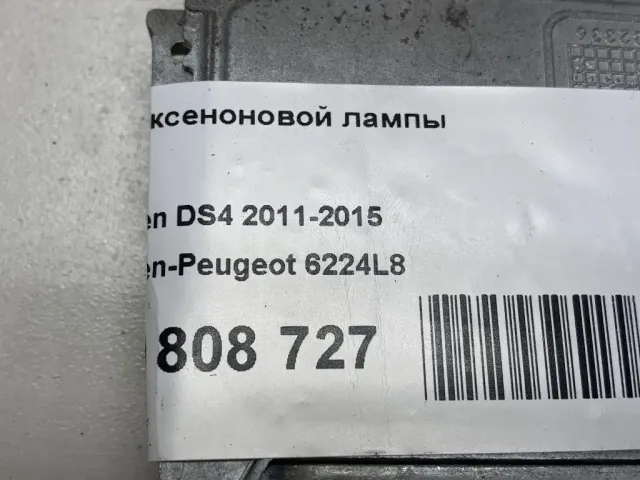 ксеноновой лампы
en DS4 2011-2015
en-Peugeot 6224L8
808 727